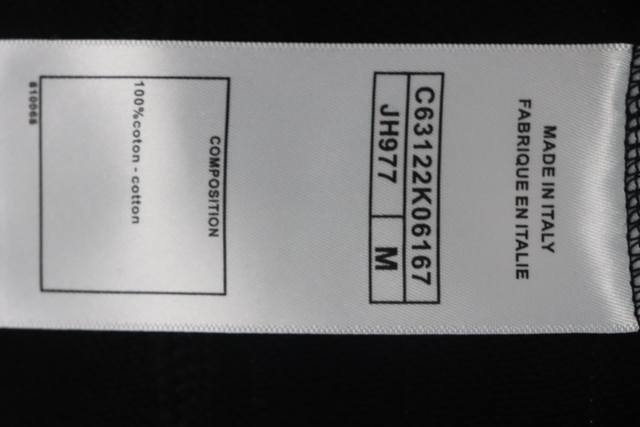 MADE IN ITALY
FABRIQUE EN ITALIE
C63122K06167
JH977 M
COMPOSITION
100%coton - cotton
810068